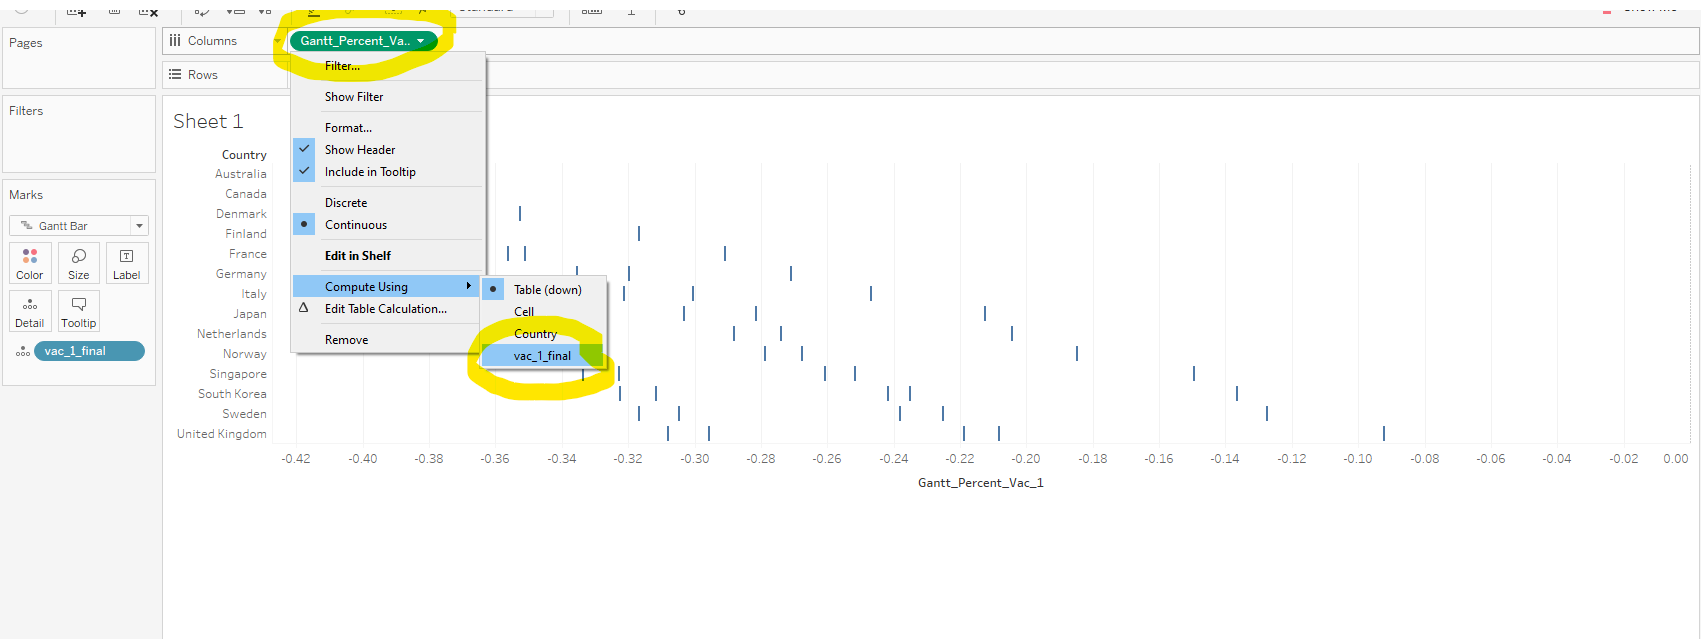 Pages
Columns
Gantt_Percent_Va..
Rows
Filters
Filter...
Show Filter
Format...
Show Header
Include in Tooltip
Discrete
Continuous
Edit in Shelf
Compute Using
Edit Table Calculation...
Remove
Table (down)
Cell
Country
vac_1_final
Marks
Gantt Bar
Color
Size
Label
Detail
Tooltip
vac_1_final
Sheet 1
Country
Australia
Canada
Denmark
Finland
France
Germany
Italy
Japan
Netherlands
Norway
Singapore
South Korea
Sweden
United Kingdom
-0.42 -0.40 -0.38 -0.36 -0.34 -0.32 -0.30 -0.28 -0.26 -0.24 -0.22 -0.20 -0.18 -0.16 -0.14 -0.12 -0.10 -0.08 -0.06 -0.04 -0.02 0.00
Gantt_Percent_Vac_1